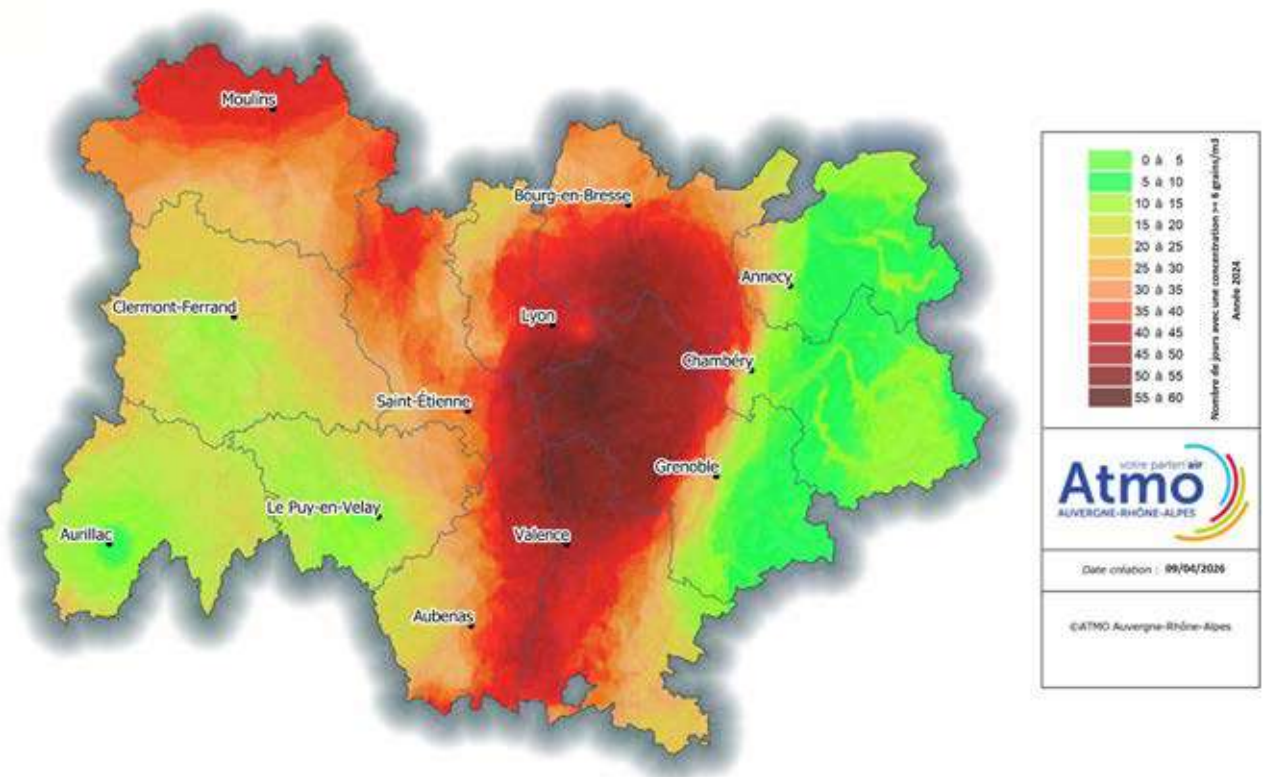 Moulins
Bourg-en-Bresse
Annecy
Clermont-Ferrand
Lyon
Chambéry
Saint-Étienne
Grenoble
Le Puy-en-Velay
Aurillac
Valence
Aubenas
0 à 5
5 à 10
10 à 15
15 à 20
20 à 25
25 à 30
30 à 35
35 à 40
40 à 45
45 à 50
50 à 55
55 à 60
Nombre de jours avec une concentration >= 6 grains/m3
Année 2024
votre parten'air
Atmo
AUVERGNE-RHÔNE-ALPES
Date création : 09/04/2026
©ATMO Auvergne-Rhône-Alpes